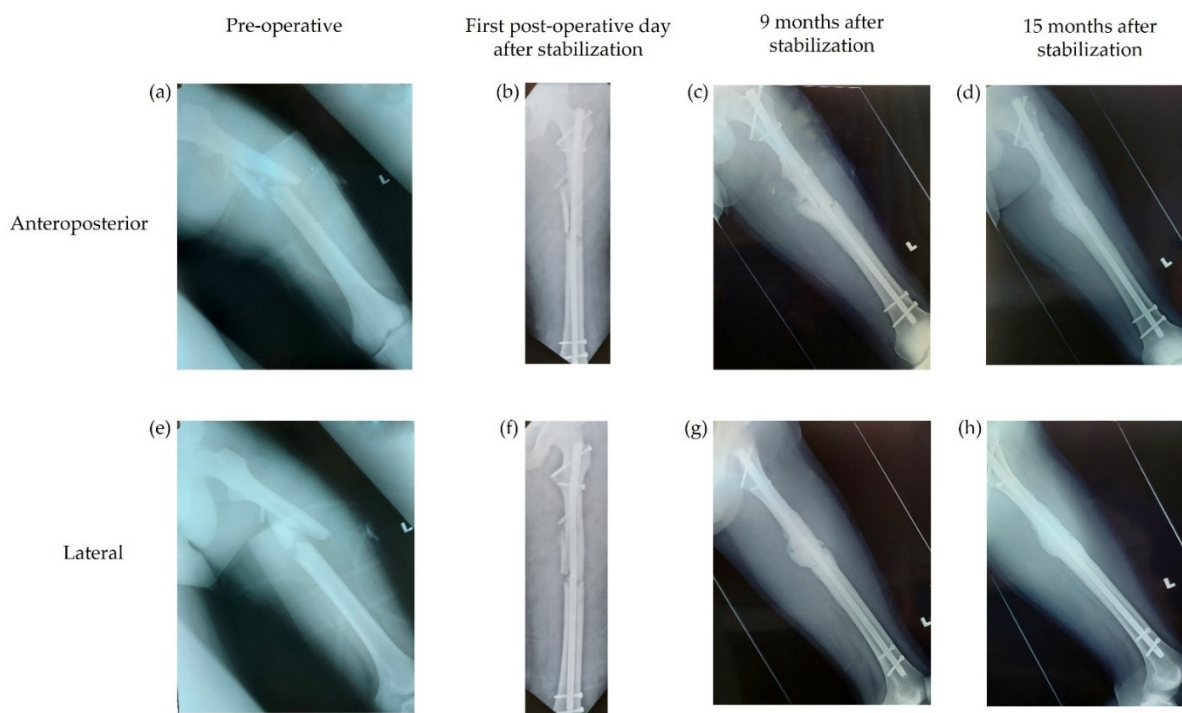 Pre-operative
First post-operative day
after stabilization
9 months after
stabilization
15 months after
stabilization
(a)
(b)
(c)
(d)
L
L
L
Anteroposterior
(e)
(f)
(g)
(h)
L
L
L
Lateral